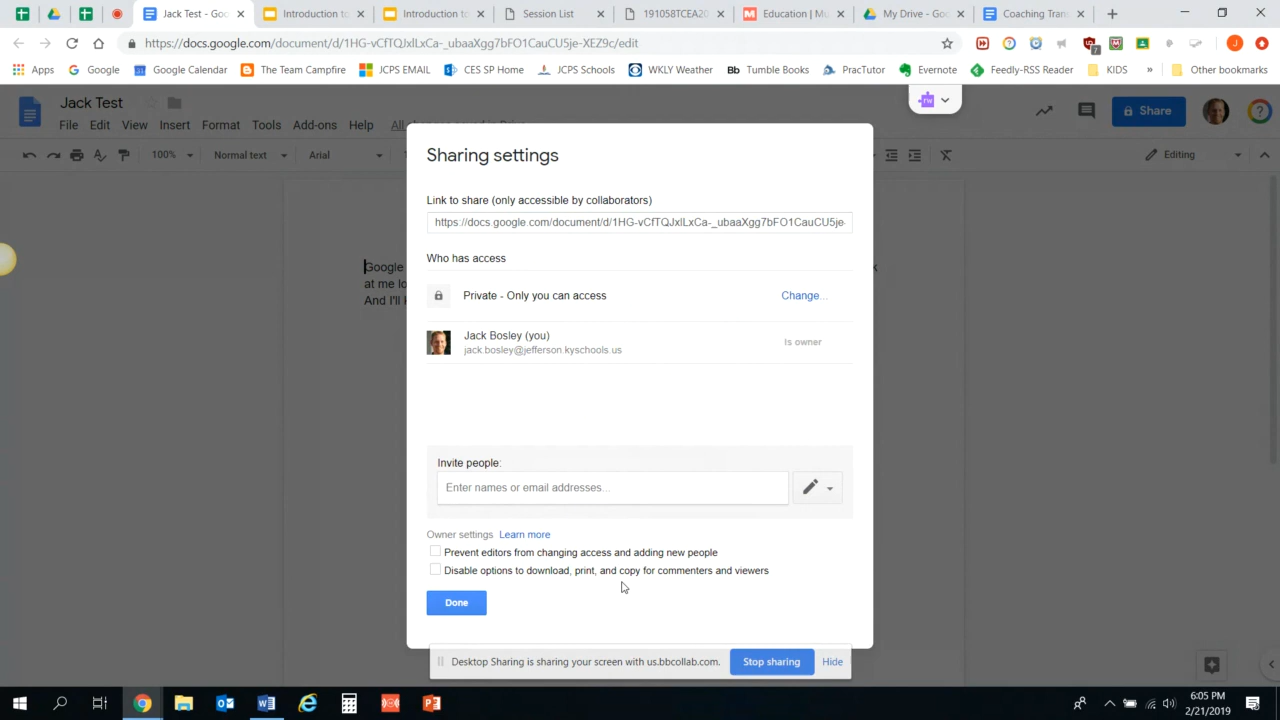 Jack Test - Goo
Introduction to
Introduction to
Session List
191058TCEA20
Education | Mu
My Drive - Goo
Coaching Tran
https://docs.google.com/document/d/1HG-vCfTQJxlLxCa-_ubaaXgg7bFO1CauCU5je-XEZ9c/edit
7
J
Apps
Google
Google Calendar
The Team Campfire
JCPS EMAIL
CES SP Home
JCPS Schools
WKLY Weather
Bb Tumble Books
PracTutor
Evernote
Feedly-RSS Reader
KIDS
»
Other bookmarks
Jack Test
rw
Share
File Edit View Insert Format Tools Add-ons Help
100%
Normal text
Arial
Editing
Sharing settings
Link to share (only accessible by collaborators)
https://docs.google.com/document/d/1HG-vCfTQJxlLxCa-_ubaaXgg7bFO1CauCU5je-
Who has access
Google
at me lo
And I'll
Private - Only you can access
Change...
Jack Bosley (you)
jack.bosley@jefferson.kyschools.us
Is owner
Invite people:
Enter names or email addresses...
Owner settings Learn more
Prevent editors from changing access and adding new people
Disable options to download, print, and copy for commenters and viewers
Done
Desktop Sharing is sharing your screen with us.bbcollab.com.
Stop sharing
Hide
6:05 PM
2/21/2019